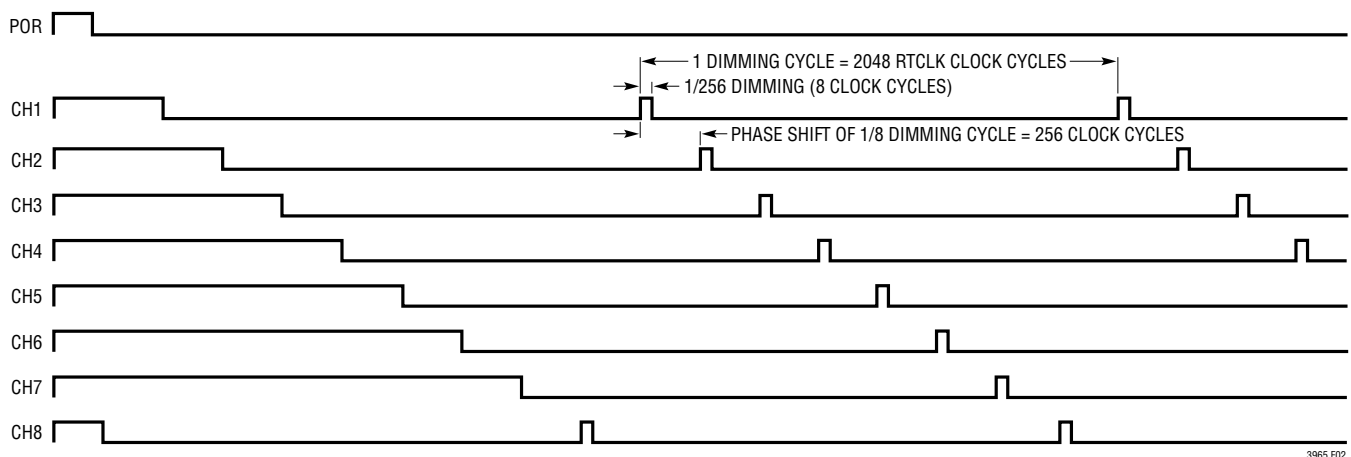 POR
1 DIMMING CYCLE = 2048 RTCLK CLOCK CYCLES
1/256 DIMMING (8 CLOCK CYCLES)
CH1
PHASE SHIFT OF 1/8 DIMMING CYCLE = 256 CLOCK CYCLES
CH2
CH3
CH4
CH5
CH6
CH7
CH8
3965 F02